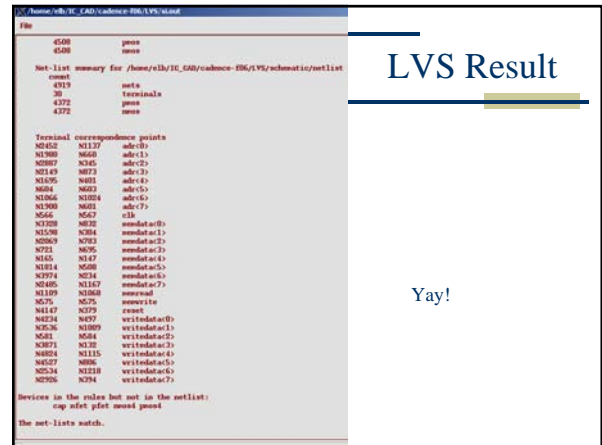 /home/elb/IC_CAD/cadence-f06/LVS/si.out
File
4508 pmos
4508 nmos
Net-list summary for /home/elb/IC_CAD/cadence-f06/LVS/schematic/netlist
count
4919 nets
30 terminals
4372 pmos
4372 nmos
Terminal correspondence points
N2452 N1137 adr<0>
N1980 N660 adr<1>
N2887 N345 adr<2>
N2149 N873 adr<3>
N1695 N401 adr<4>
N604 N603 adr<5>
N1066 N1024 adr<6>
N1900 N601 adr<7>
N566 N567 clk
N3328 N832 memdata<0>
N1598 N304 memdata<1>
N2069 N783 memdata<2>
N721 N695 memdata<3>
N165 N147 memdata<4>
N1814 N508 memdata<5>
N3974 N234 memdata<6>
N2485 N1167 memdata<7>
N1109 N1068 memread
N575 N575 memwrite
N4147 N379 reset
N4234 N497 writedata<0>
N3536 N1009 writedata<1>
N581 N584 writedata<2>
N3871 N132 writedata<3>
N4824 N1115 writedata<4>
N4527 N806 writedata<5>
N2534 N1218 writedata<6>
N2926 N394 writedata<7>
Devices in the rules but not in the netlist:
cap nfet pfet nmos4 pmos4
The net-lists match.
LVS Result
Yay!